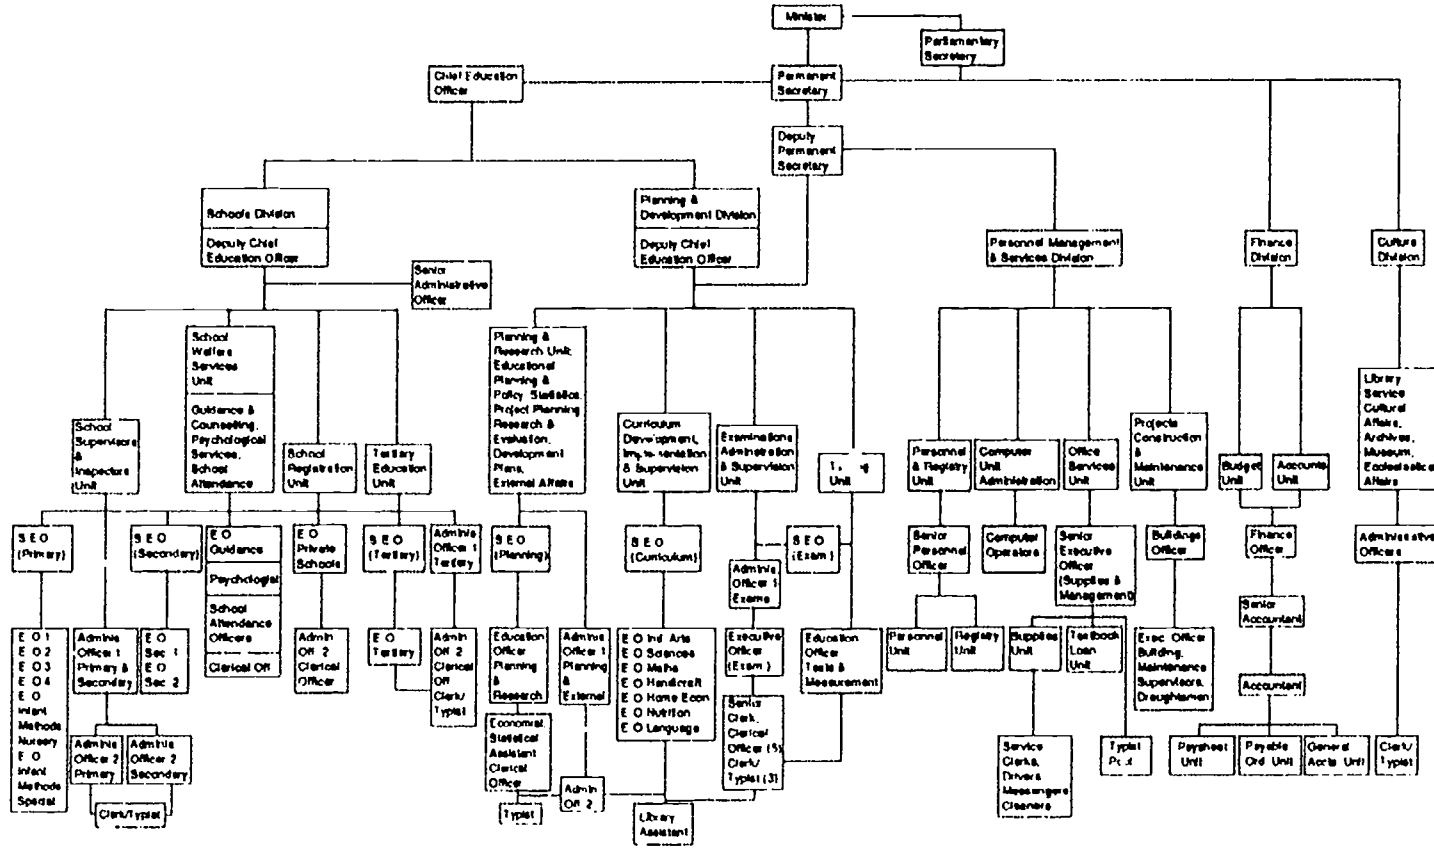 Minister
Parliamentary
Secretary
Chief Education
Officer
Permanent
Secretary
Deputy
Permanent
Secretary
Schools Division
Deputy Chief
Education Officer
Planning &
Development Division
Deputy Chief
Education Officer
Senior
Administrative
Officer
Personnel Management
& Services Division
Finance
Division
Culture
Division
School
Supervisors
&
Inspectors
Unit
School
Welfare
Services
Unit
Guidance &
Counselling,
Psychological
Services,
School
Attendance
School
Registration
Unit
Tertiary
Education
Unit
Planning &
Research Unit,
Educational
Planning &
Policy Statistics,
Project Planning
Research &
Evaluation,
Development
Plans,
External Affairs
Curriculum
Development,
Implementation
& Supervision
Unit
Examinations
Administration
& Supervision
Unit
Unit
Personnel
& Registry
Unit
Computer
Unit
Administration
Office
Services
Unit
Projects
Construction
&
Maintenance
Unit
Budget
Unit
Accounts
Unit
Library
Service
Cultural
Affairs,
Archives,
Museum,
Ecclesiastical
Affairs
S E O
(Primary)
S E O
(Secondary)
E O
Guidance
Psychologist
School
Attendance
Officers
Clerical Off
E O
Private
Schools
S E O
(Tertiary)
Adminis
Officer 1
Tertiary
S E O
(Planning)
S E O
(Curriculum)
Adminis
Officer 1
Exams
S E O
(Exam)
Senior
Personnel
Officer
Computer
Operators
Senior
Executive
Officer
(Supplies &
Management)
Buildings
Officer
Finance
Officer
Administrative
Officers
E O 1
E O 2
E O 3
E O 4
E O
Infant
Methods
Nursery
E O
Infant
Methods
Special
Adminis
Officer 1
Primary &
Secondary
E O
Sec 1
E O
Sec 2
Admin
Off 2
Clerical
Officer
E O
Tertiary
Admin
Off 2
Clerical
Off
Clerk/
Typist
Education
Officer
Planning
&
Research
Adminis
Officer 1
Planning
&
External
E O Ind Arts
E O Sciences
E O Maths
E O Handicraft
E O Home Econ
E O Nutrition
E O Language
Executive
Officer
(Exam)
Education
Officer
Tests &
Measurement
Personnel
Unit
Registry
Unit
Supplies
Unit
Textbook
Loan
Unit
Exec Officer
Building,
Maintenance
Supervisors,
Draughtsmen
Senior
Accountant
Accountant
Adminis
Officer 2
Primary
Adminis
Officer 2
Secondary
Clerk/Typist
Economist,
Statistical
Assistant
Clerical
Officer
Typist
Admin
Off 2
Library
Assistant
Senior
Clerk,
Clerical
Officer (5)
Clerk/
Typist (3)
Service
Clerks,
Drivers
Messengers
Cleaners
Typist
Pool
Paysheet
Unit
Payable
Ord Unit
General
Accts Unit
Clerk/
Typist